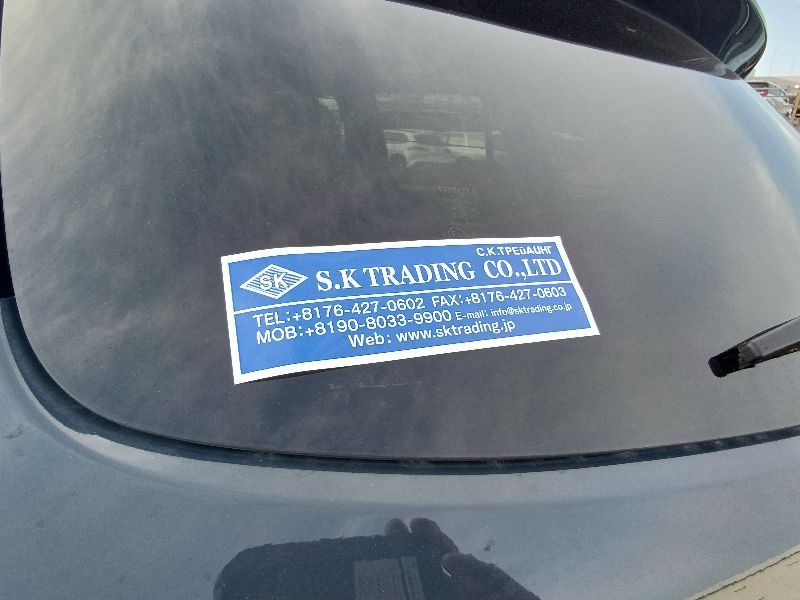 С.К.ТРЕЙДИНГ
SK S.K TRADING CO.,LTD
TEL:+8176-427-0602 FAX:+8176-427-0603
MOB:+8190-8033-9900 E-mail: info@sktrading.co.jp
Web: www.sktrading.jp